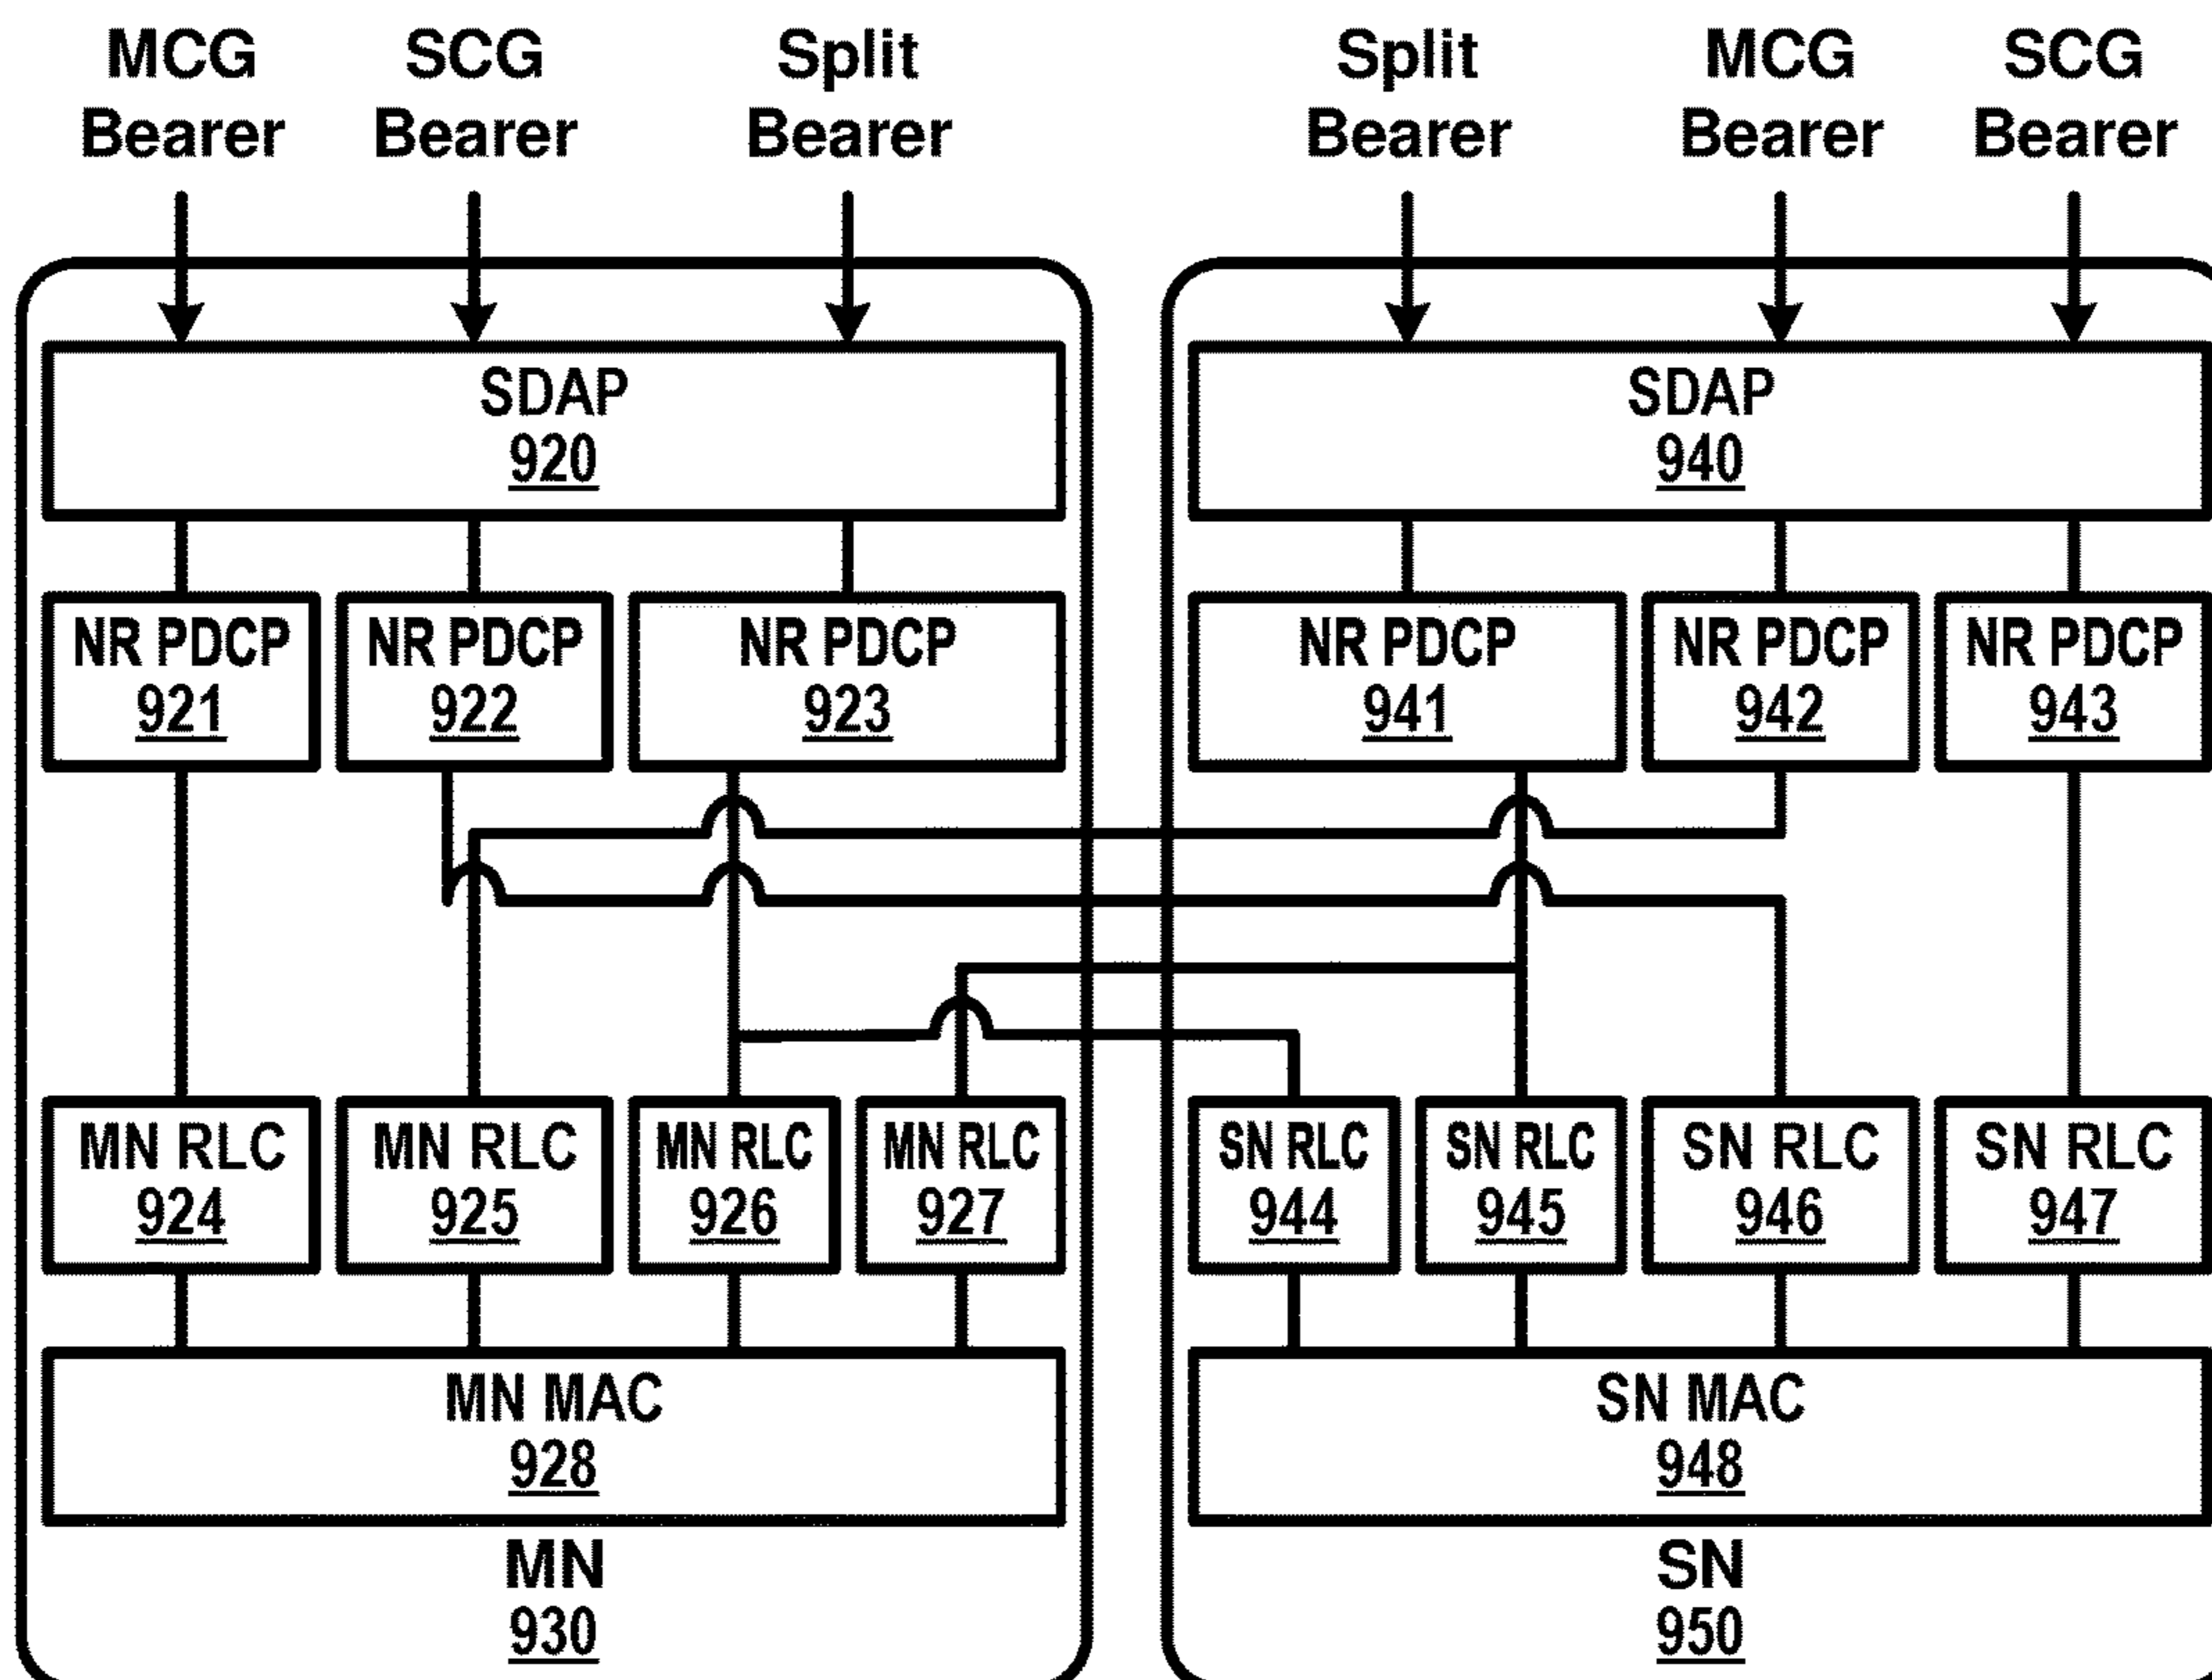 MCG Bearer
SCG Bearer
Split Bearer
Split Bearer
MCG Bearer
SCG Bearer
SDAP
920
SDAP
940
NR PDCP
921
NR PDCP
922
NR PDCP
923
NR PDCP
941
NR PDCP
942
NR PDCP
943
MN RLC
924
MN RLC
925
MN RLC
926
MN RLC
927
SN RLC
944
SN RLC
945
SN RLC
946
SN RLC
947
MN MAC
928
SN MAC
948
MN
930
SN
950